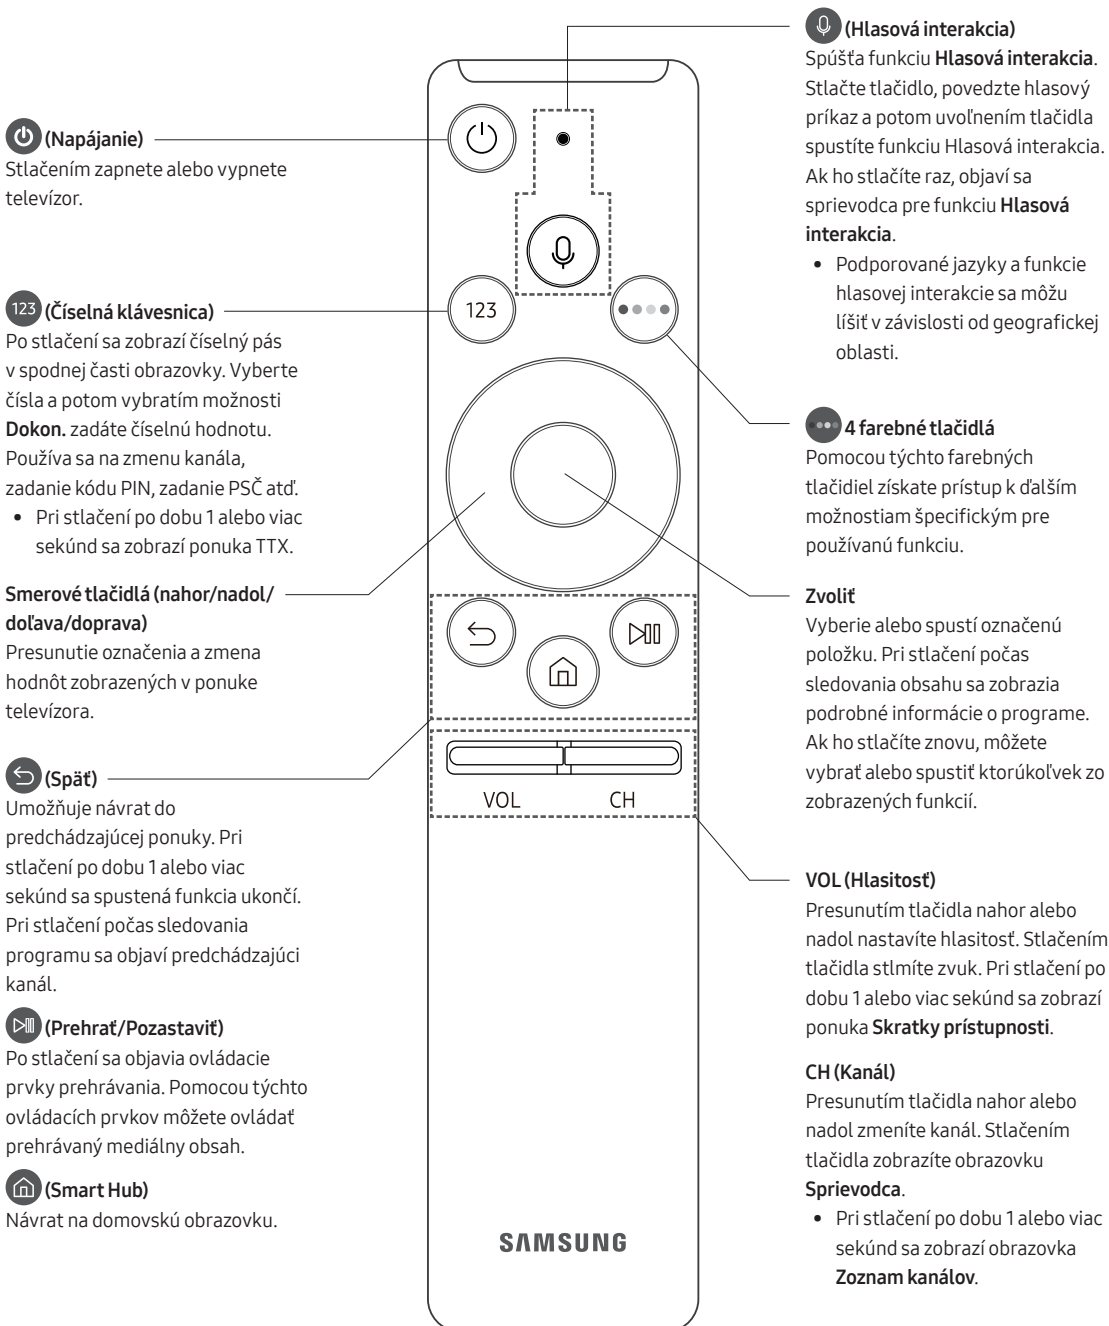 (Napájanie)
Stlačením zapnete alebo vypnete
televízor.
123 (Číselná klávesnica)
Po stlačení sa zobrazí číselný pás
v spodnej časti obrazovky. Vyberte
čísla a potom vybratím možnosti
Dokon. zadáte číselnú hodnotu.
Používa sa na zmenu kanála,
zadanie kódu PIN, zadanie PSČ atď.
• Pri stlačení po dobu 1 alebo viac
sekúnd sa zobrazí ponuka TTX.
Smerové tlačidlá (nahor/nadol/
doľava/doprava)
Presunutie označenia a zmena
hodnôt zobrazených v ponuke
televízora.
(Späť)
Umožňuje návrat do
predchádzajúcej ponuky. Pri
stlačení po dobu 1 alebo viac
sekúnd sa spustená funkcia ukončí.
Pri stlačení počas sledovania
programu sa objaví predchádzajúci
kanál.
(Prehrať/Pozastaviť)
Po stlačení sa objavia ovládacie
prvky prehrávania. Pomocou týchto
ovládacích prvkov môžete ovládať
prehrávaný mediálny obsah.
(Smart Hub)
Návrat na domovskú obrazovku.
123
VOL CH
SAMSUNG
(Hlasová interakcia)
Spúšťa funkciu Hlasová interakcia.
Stlačte tlačidlo, povedzte hlasový
príkaz a potom uvoľnením tlačidla
spustíte funkciu Hlasová interakcia.
Ak ho stlačíte raz, objaví sa
sprievodca pre funkciu Hlasová
interakcia.
• Podporované jazyky a funkcie
hlasovej interakcie sa môžu
líšiť v závislosti od geografickej
oblasti.
4 farebné tlačidlá
Pomocou týchto farebných
tlačidiel získate prístup k ďalším
možnostiam špecifickým pre
používanú funkciu.
Zvoliť
Vyberie alebo spustí označenú
položku. Pri stlačení počas
sledovania obsahu sa zobrazia
podrobné informácie o programe.
Ak ho stlačíte znovu, môžete
vybrať alebo spustiť ktorúkoľvek zo
zobrazených funkcií.
VOL (Hlasitosť)
Presunutím tlačidla nahor alebo
nadol nastavíte hlasitosť. Stlačením
tlačidla stlmíte zvuk. Pri stlačení po
dobu 1 alebo viac sekúnd sa zobrazí
ponuka Skratky prístupnosti.
CH (Kanál)
Presunutím tlačidla nahor alebo
nadol zmeníte kanál. Stlačením
tlačidla zobrazíte obrazovku
Sprievodca.
• Pri stlačení po dobu 1 alebo viac
sekúnd sa zobrazí obrazovka
Zoznam kanálov.